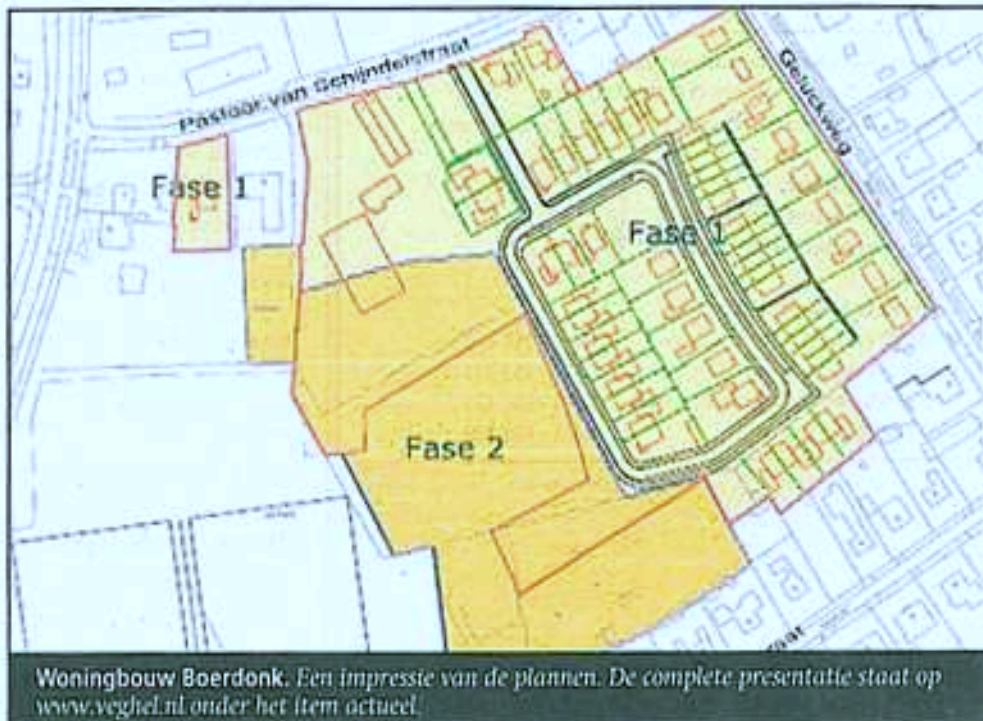 Pastoor van Schijndelstraat
Geluckweg
Fase 1
Fase 1
Fase 2
raat
Woningbouw Boerdonk. Een impressie van de plannen. De complete presentatie staat op
www.veghel.nl onder het item actueel.